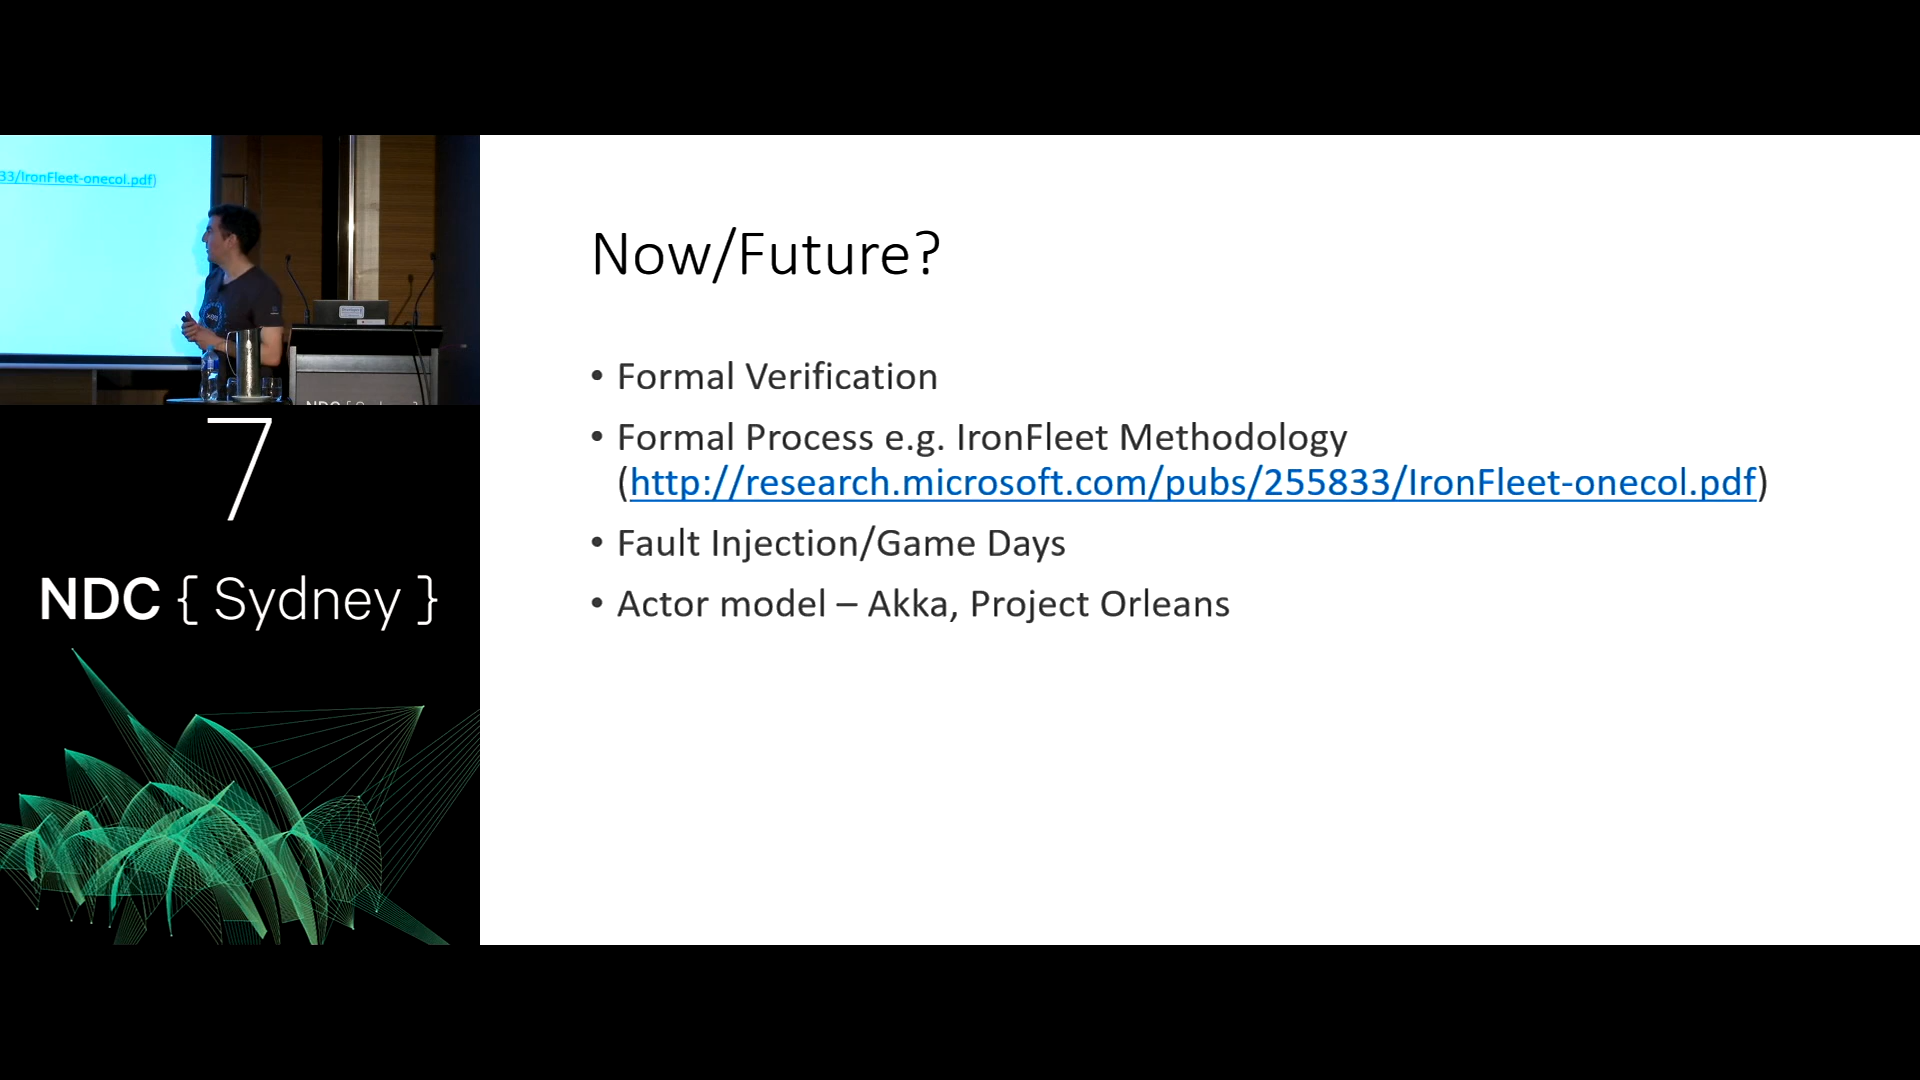 33/IronFleet-onecol.pdf)
7
NDC { Sydney }
Now/Future?
• Formal Verification
• Formal Process e.g. IronFleet Methodology
(http://research.microsoft.com/pubs/255833/IronFleet-onecol.pdf)
• Fault Injection/Game Days
• Actor model – Akka, Project Orleans